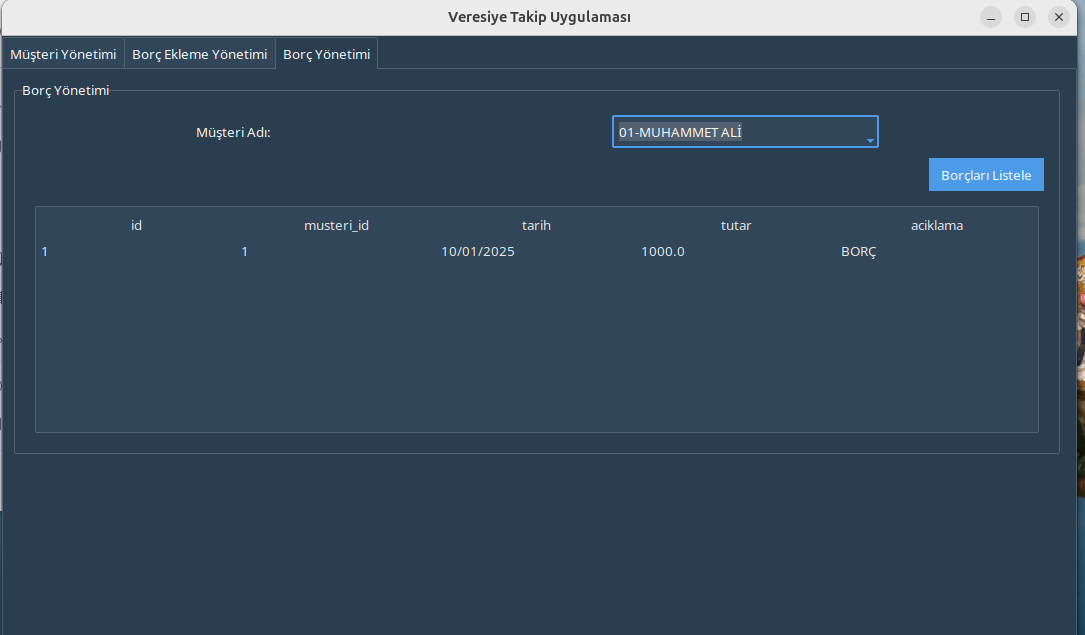 Veresiye Takip Uygulaması
Müşteri Yönetimi Borç Ekleme Yönetimi Borç Yönetimi
Borç Yönetimi
Müşteri Adı: 01-MUHAMMET ALİ
Borçları Listele
id musteri_id tarih tutar aciklama
1 1 10/01/2025 1000.0 BORÇ